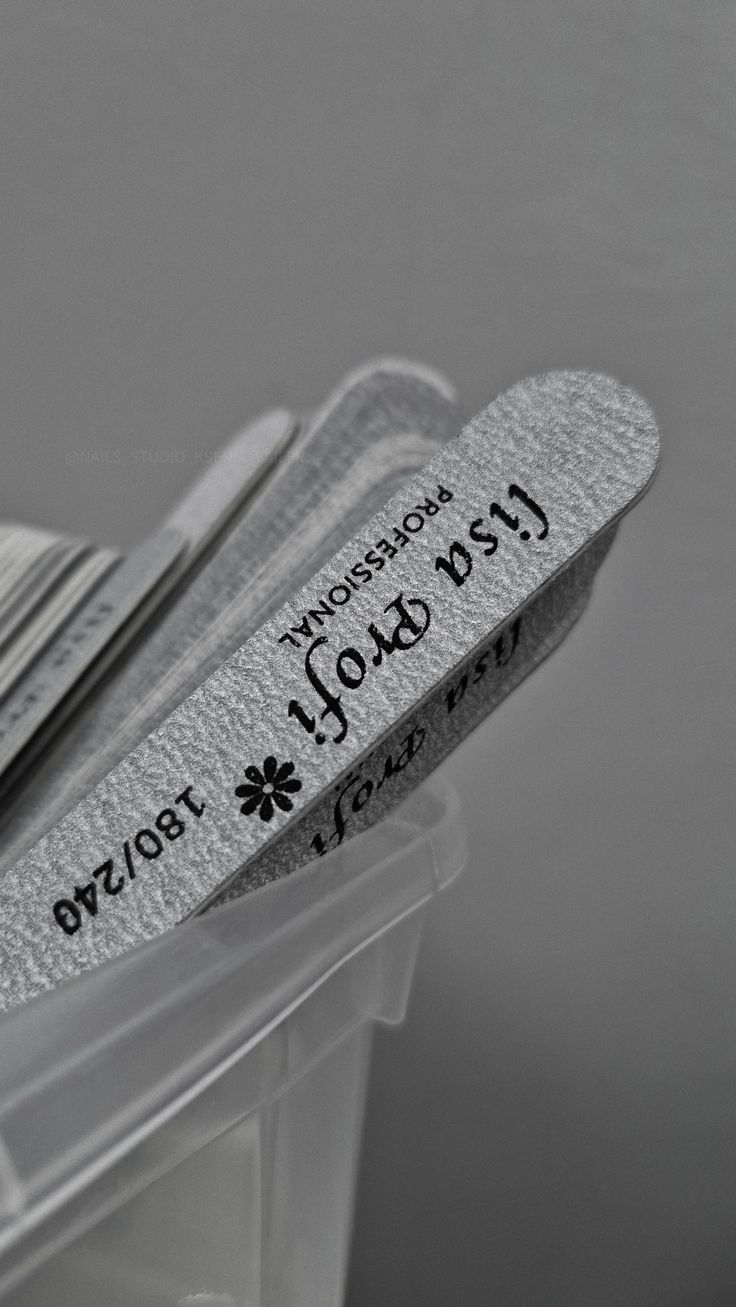 lisa Profi
PROFESSIONAL
180/240
lisa Profi